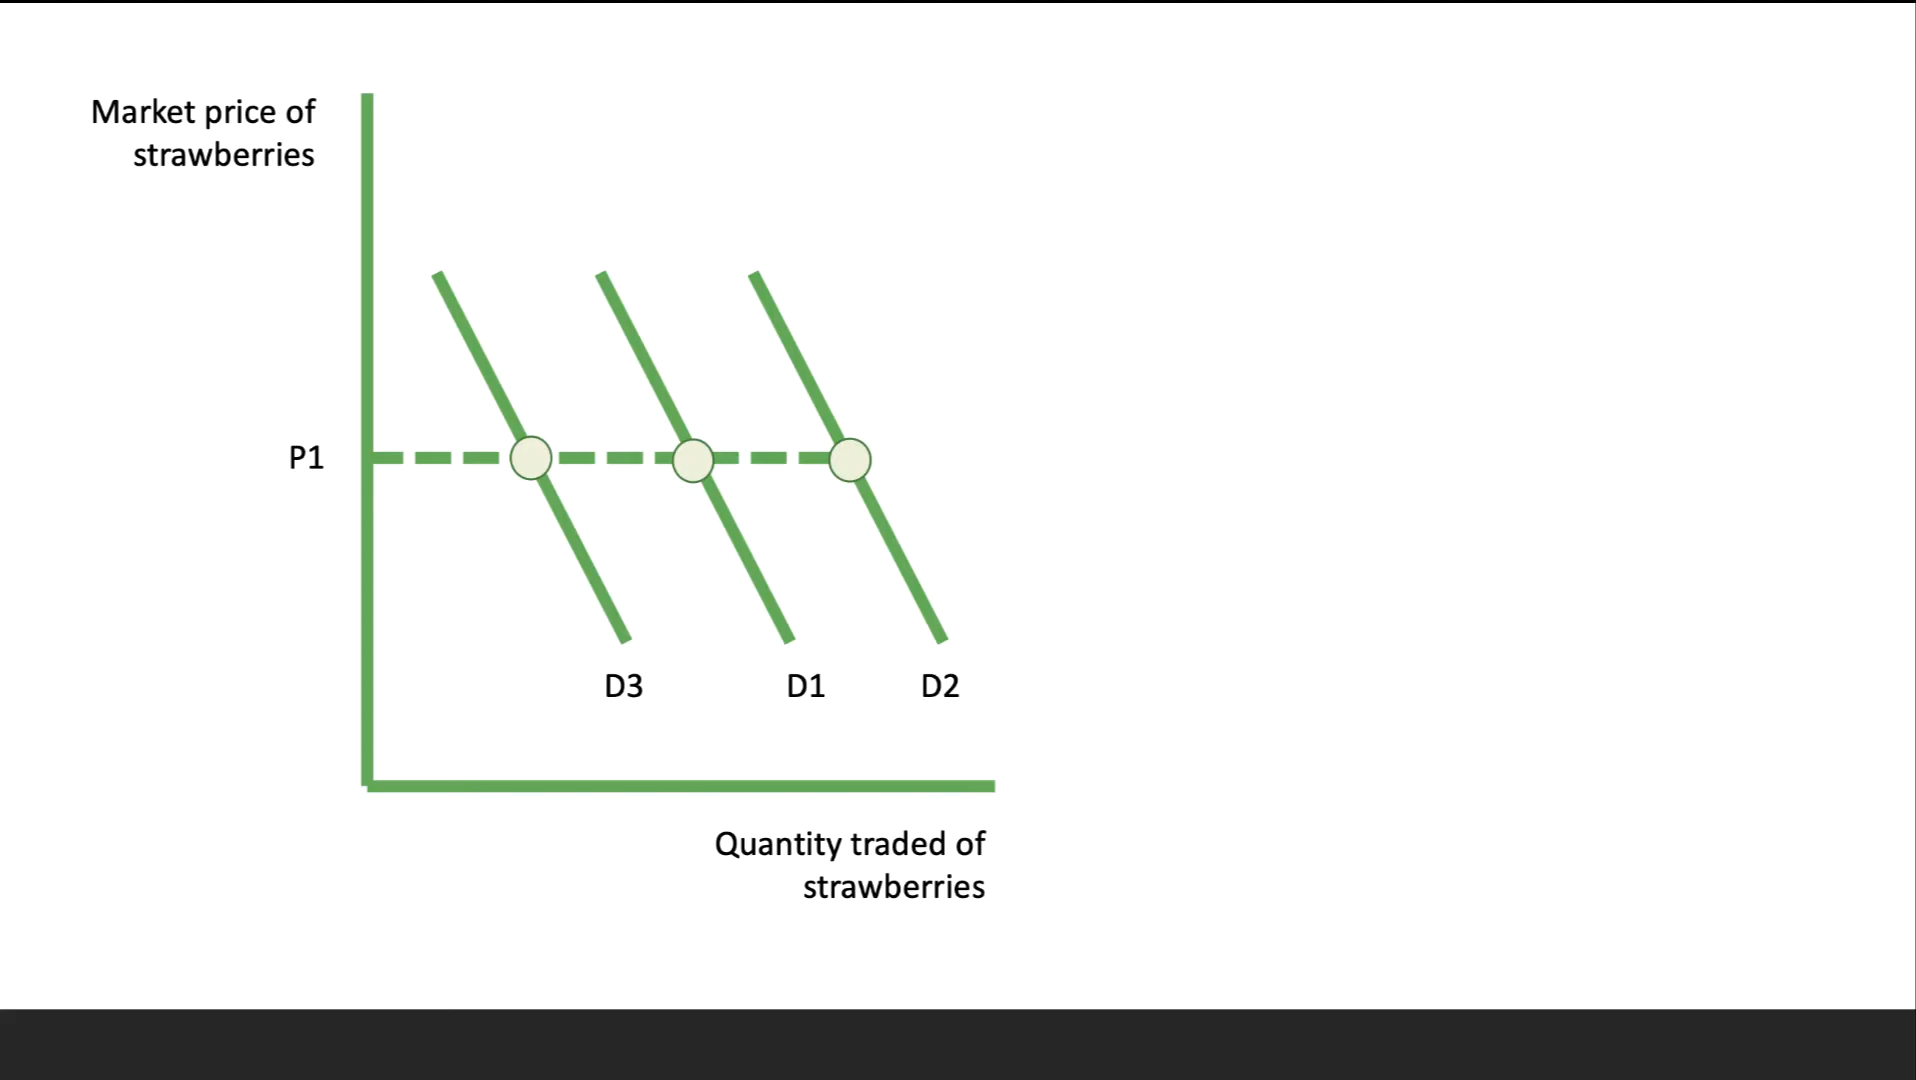 Market price of
strawberries
P1
D3
D1
D2
Quantity traded of
strawberries